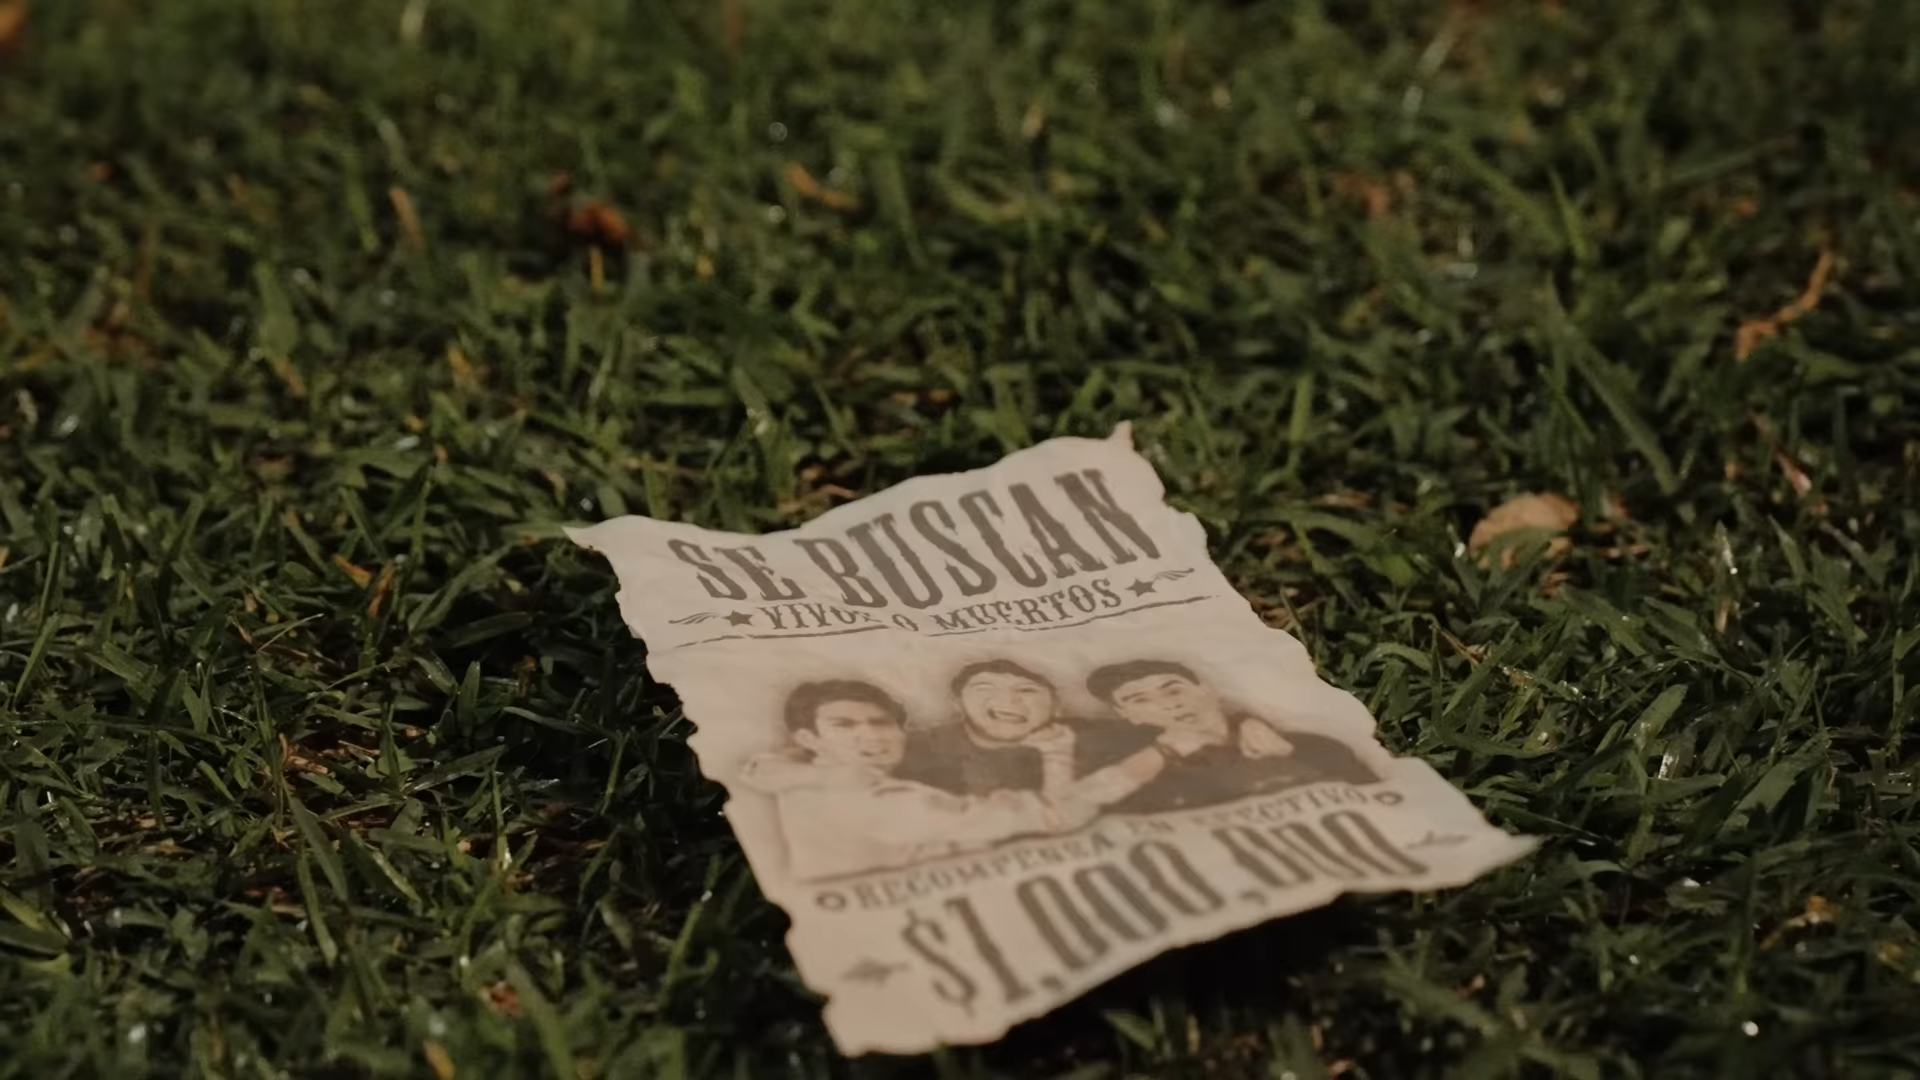 SE BUSCAN
VIVOS O MUERTOS
RECOMPENSA EN EFECTIVO
$1,000,000